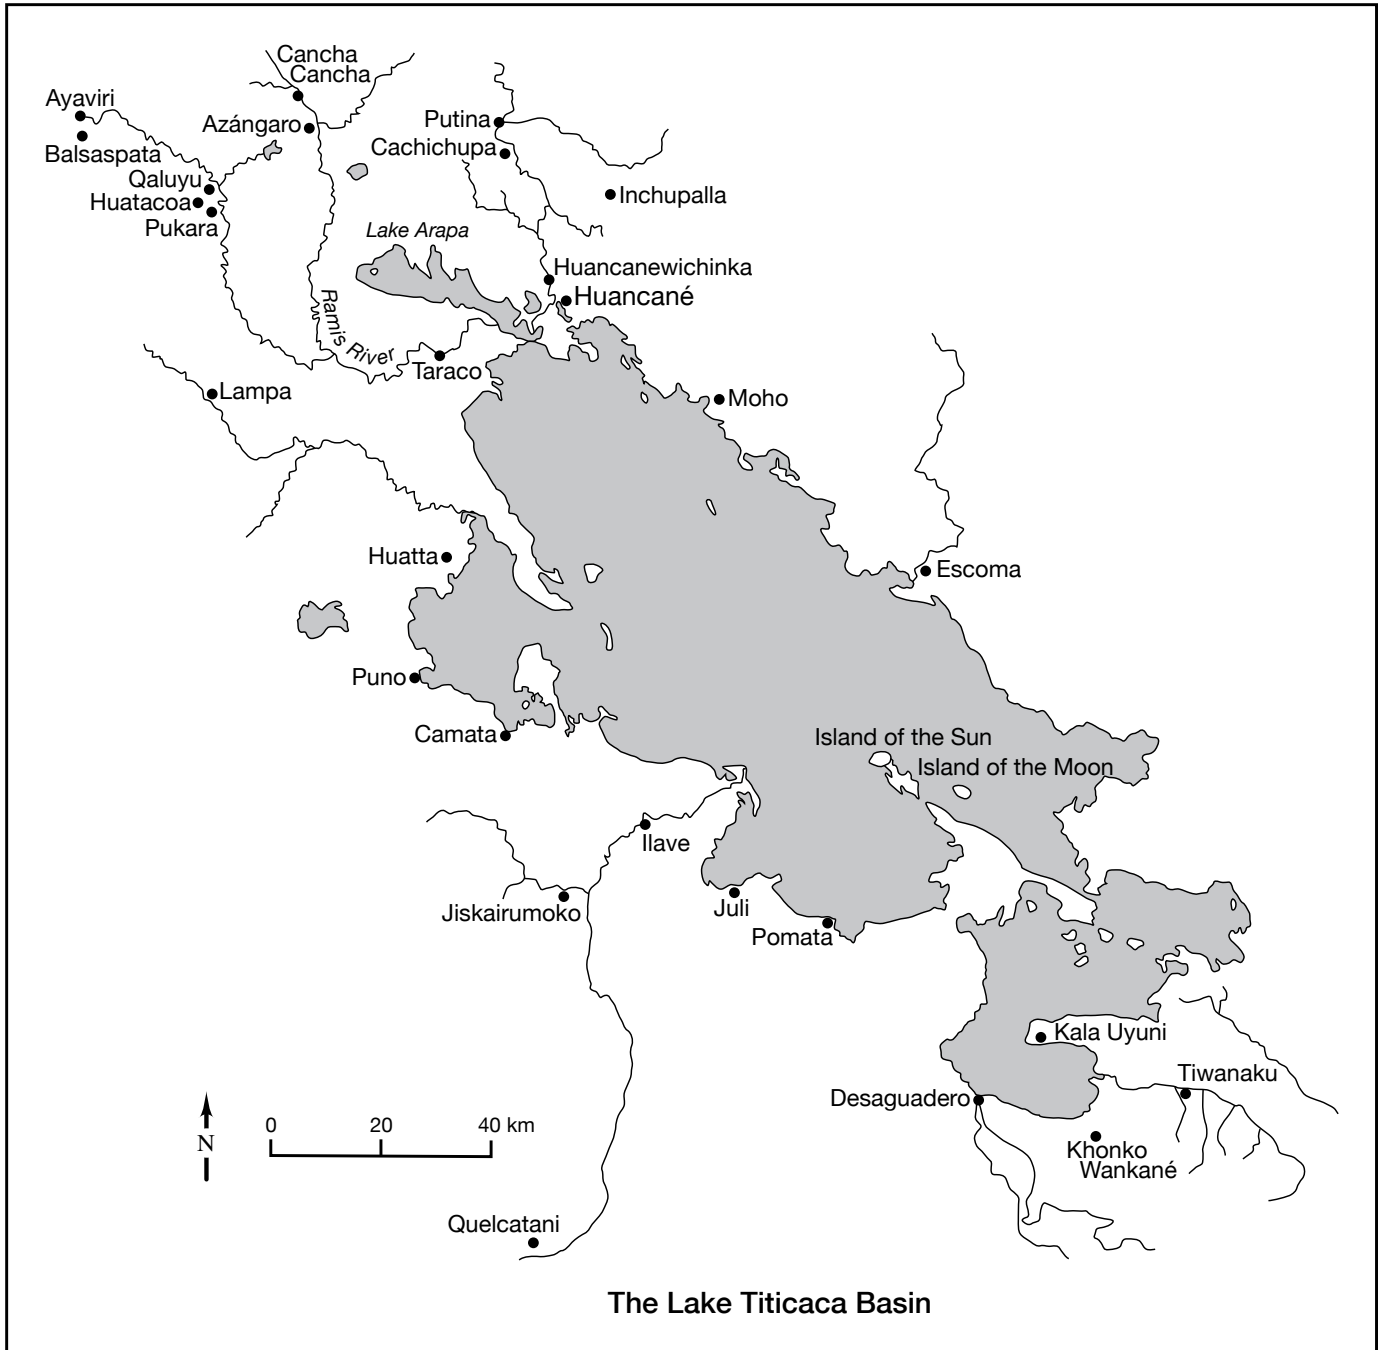 Cancha
Cancha
Ayaviri
Azángaro
Putina
Balsaspata
Cachichupa
Qaluyu
Inchupalla
Huatacoa
Pukara
Lake Arapa
Huancanewichinka
Huancané
Ramis River
Taraco
Lampa
Moho
Huatta
Escoma
Puno
Camata
Island of the Sun
Island of the Moon
Ilave
Jiskairumoko
Juli
Pomata
Kala Uyuni
Tiwanaku
Desaguadero
N
0 20 40 km
Khonko
Wankané
Quelcatani
The Lake Titicaca Basin